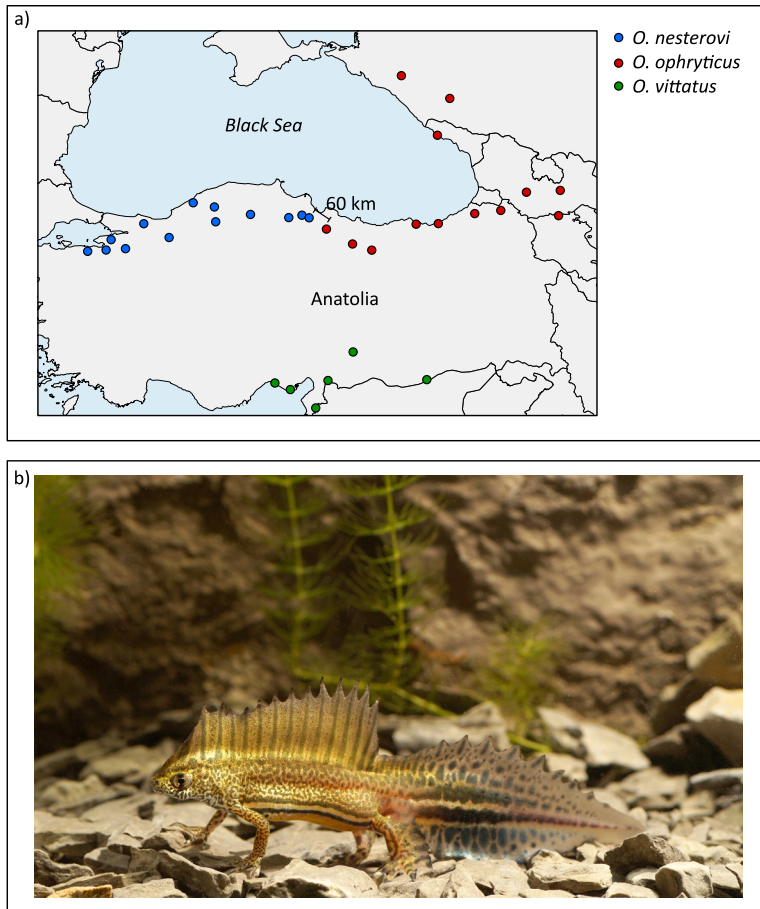 a)
O. nesterovi
O. ophryticus
O. vittatus
Black Sea
60 km
Anatolia
b)